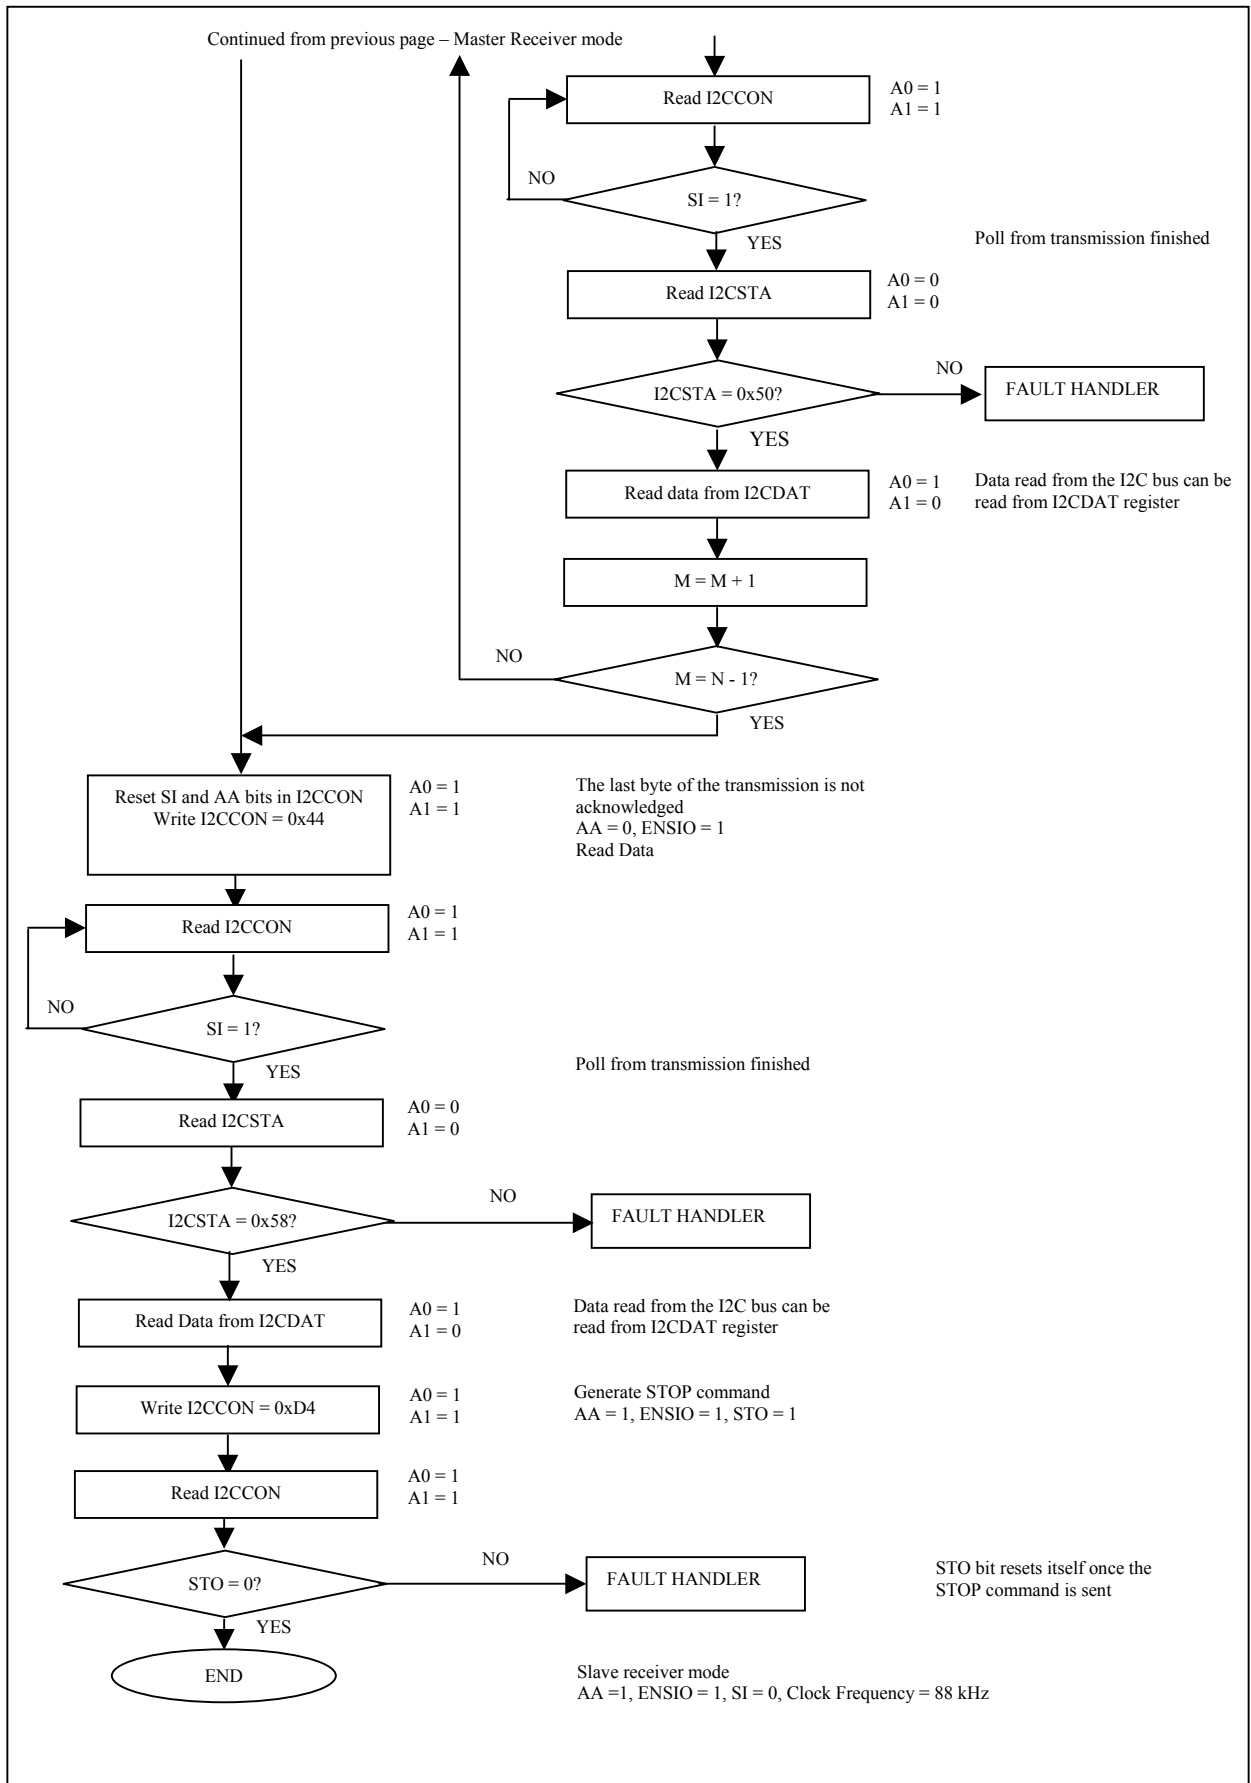 Continued from previous page – Master Receiver mode
Read I2CCON
A0 = 1
A1 = 1
NO
SI = 1?
YES
Poll from transmission finished
Read I2CSTA
A0 = 0
A1 = 0
I2CSTA = 0x50?
NO
FAULT HANDLER
YES
Read data from I2CDAT
A0 = 1
A1 = 0
Data read from the I2C bus can be
read from I2CDAT register
M = M + 1
NO
M = N - 1?
YES
Reset SI and AA bits in I2CCON
Write I2CCON = 0x44
A0 = 1
A1 = 1
The last byte of the transmission is not
acknowledged
AA = 0, ENSIO = 1
Read Data
Read I2CCON
A0 = 1
A1 = 1
NO
SI = 1?
YES
Poll from transmission finished
Read I2CSTA
A0 = 0
A1 = 0
I2CSTA = 0x58?
NO
FAULT HANDLER
YES
Read Data from I2CDAT
A0 = 1
A1 = 0
Data read from the I2C bus can be
read from I2CDAT register
Write I2CCON = 0xD4
A0 = 1
A1 = 1
Generate STOP command
AA = 1, ENSIO = 1, STO = 1
Read I2CCON
A0 = 1
A1 = 1
STO = 0?
NO
FAULT HANDLER
STO bit resets itself once the
STOP command is sent
YES
END
Slave receiver mode
AA =1, ENSIO = 1, SI = 0, Clock Frequency = 88 kHz